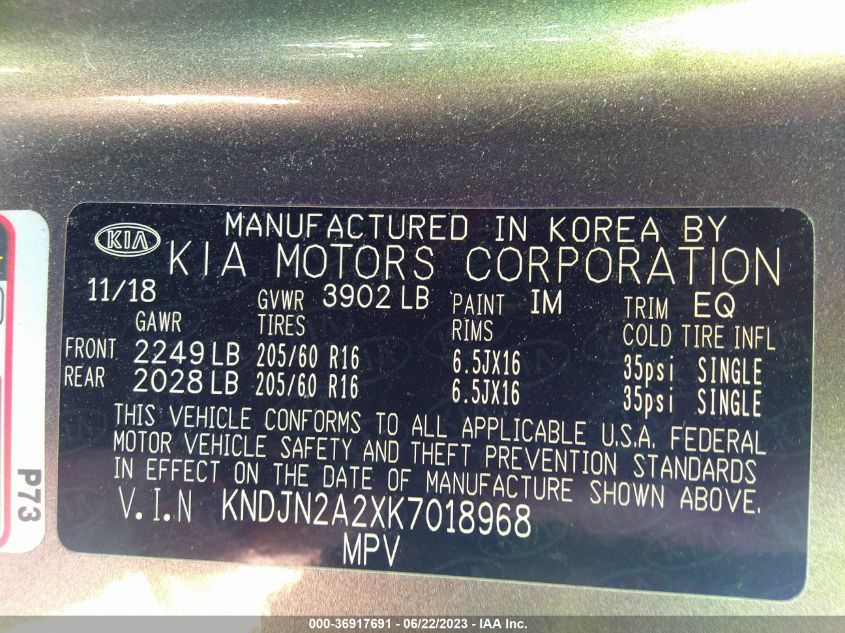 MANUFACTURED IN KOREA BY
KIA KIA MOTORS CORPORATION
11/18 GVWR 3902 LB PAINT IM TRIM EQ
GAWR TIRES RIMS COLD TIRE INFL
FRONT 2249 LB 205/60 R16 6.5JX16 35psi SINGLE
REAR 2028 LB 205/60 R16 6.5JX16 35psi SINGLE
THIS VEHICLE CONFORMS TO ALL APPLICABLE U.S.A. FEDERAL
MOTOR VEHICLE SAFETY AND THEFT PREVENTION STANDARDS
IN EFFECT ON THE DATE OF MANUFACTURE SHOWN ABOVE.
V.I.N KNDJN2A2XK7018968
MPV
P73
000-36917691 - 06/22/2023 - IAA Inc.